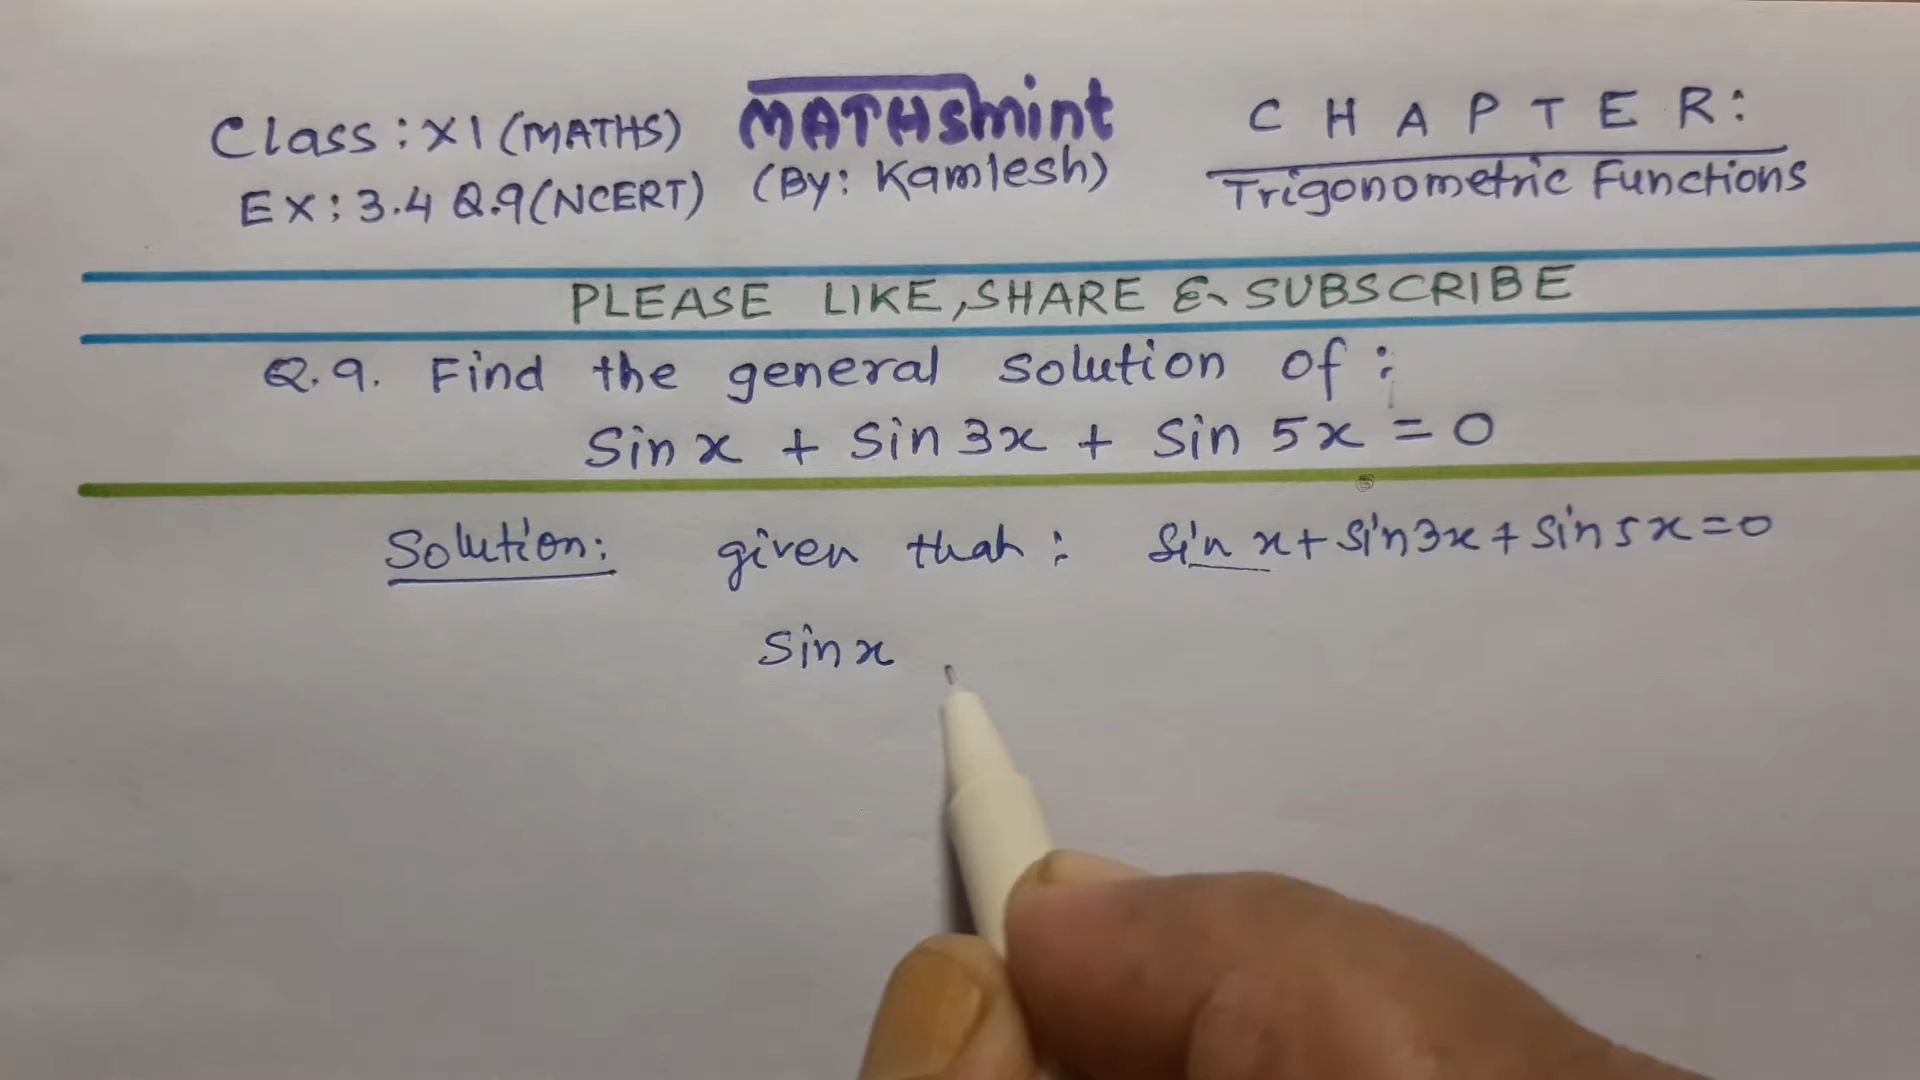 Class: XI (MATHS) MATHSmint CHAPTER:
EX: 3.4 Q.9 (NCERT) (By: Kamlesh) Trigonometric Functions
PLEASE LIKE, SHARE & SUBSCRIBE
Q.9. Find the general solution of:
Sin x + Sin 3x + Sin 5x = 0
Solution: given that: Sin x + Sin 3x + Sin 5x = 0
Sin x